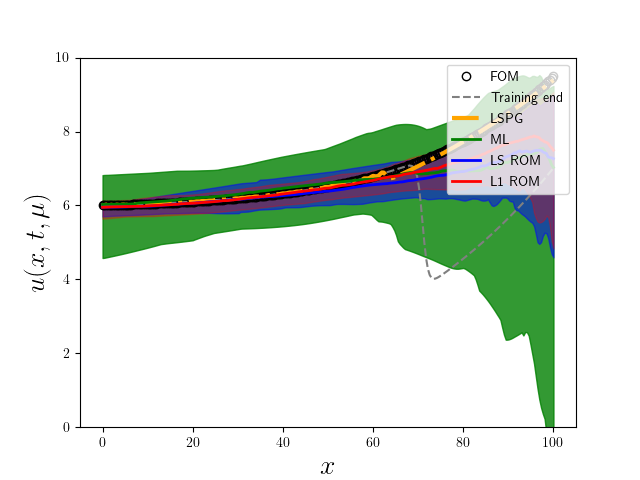 10
8
6
4
2
0
u(x, t, μ)
FOM
Training end
LSPG
ML
LS ROM
L1 ROM
0 20 40 60 80 100
x